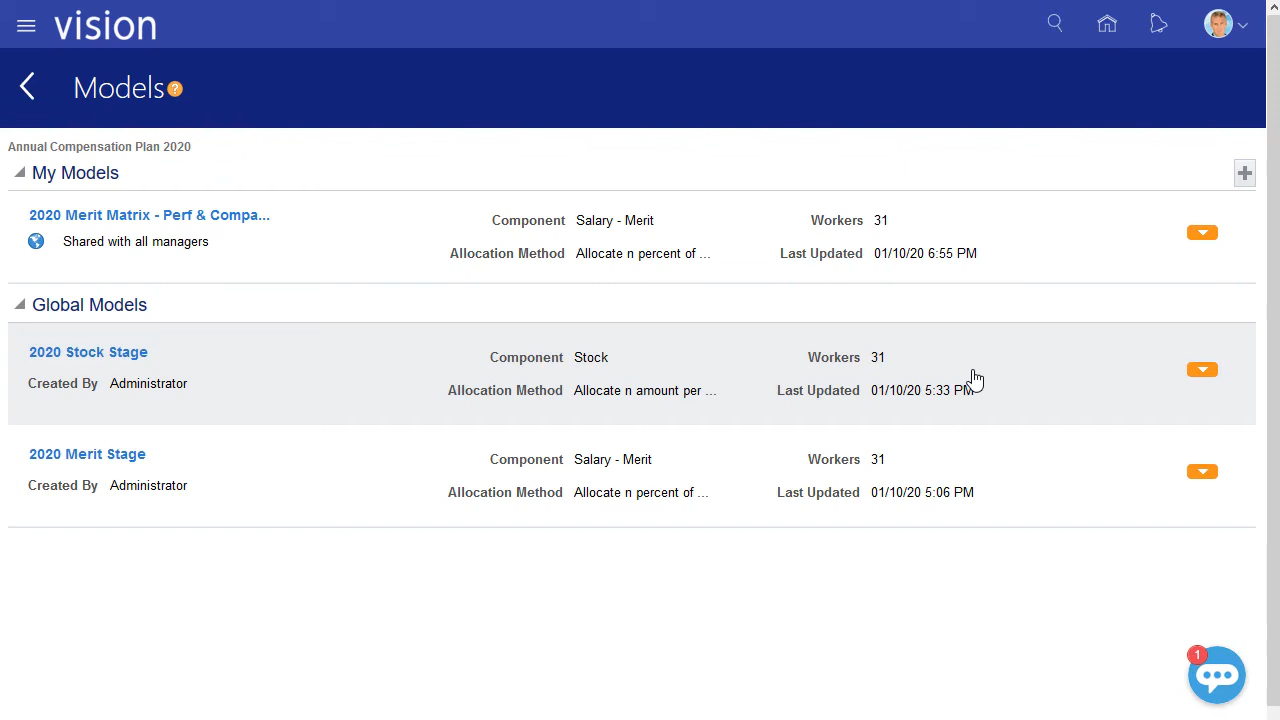 vision
Models ?
Annual Compensation Plan 2020
My Models
2020 Merit Matrix - Perf & Compa...
Shared with all managers
Component Salary - Merit
Allocation Method Allocate n percent of ...
Workers 31
Last Updated 01/10/20 6:55 PM
Global Models
2020 Stock Stage
Created By Administrator
Component Stock
Allocation Method Allocate n amount per ...
Workers 31
Last Updated 01/10/20 5:33 PM
2020 Merit Stage
Created By Administrator
Component Salary - Merit
Allocation Method Allocate n percent of ...
Workers 31
Last Updated 01/10/20 5:06 PM
1